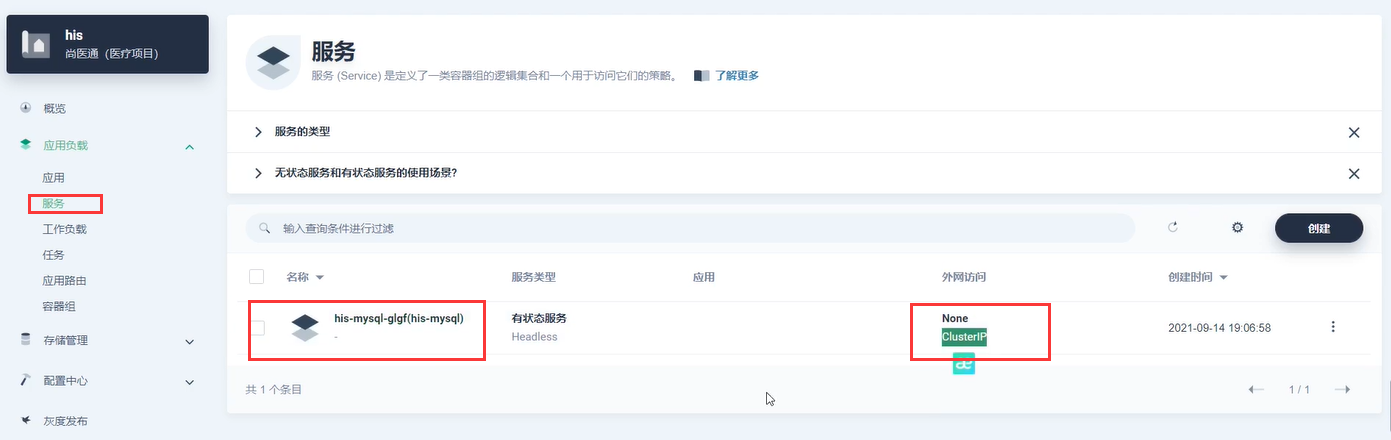 his
尚医通（医疗项目）
概览
应用负载
应用
服务
工作负载
任务
应用路由
容器组
存储管理
配置中心
灰度发布
服务
服务 (Service) 是定义了一类容器组的逻辑集合和一个用于访问它们的策略。 了解更多
服务的类型
无状态服务和有状态服务的使用场景?
输入查询条件进行过滤
创建
名称 服务类型 应用 外网访问 创建时间
his-mysql-glgf(his-mysql) 有状态服务 None 2021-09-14 19:06:58
- Headless ClusterIP
æ
共 1 个条目 1 / 1